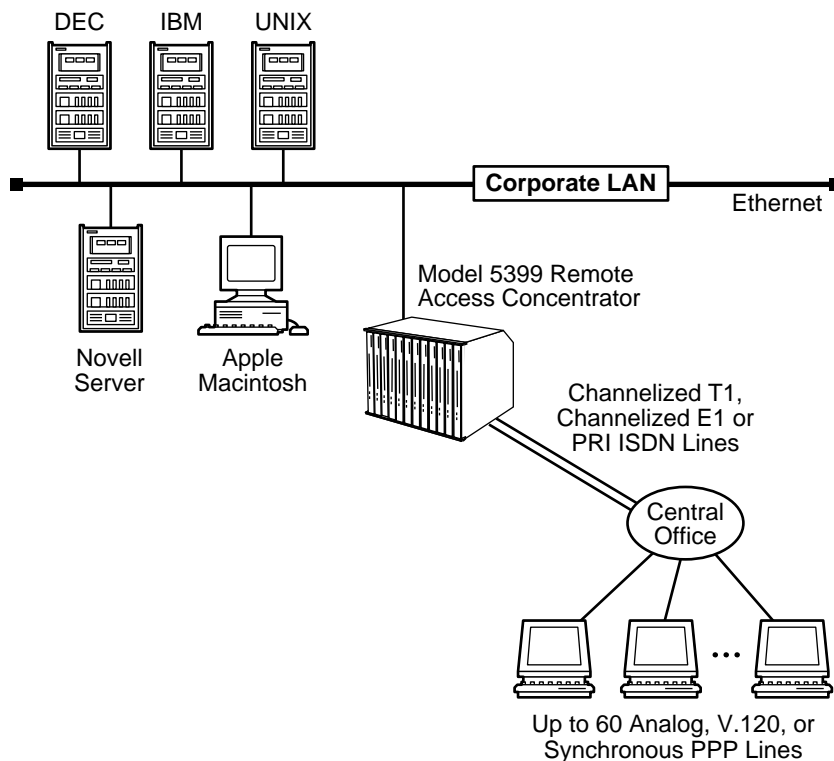 DEC
IBM
UNIX
Corporate LAN
Ethernet
Novell
Server
Apple
Macintosh
Model 5399 Remote
Access Concentrator
Channelized T1,
Channelized E1 or
PRI ISDN Lines
Central
Office
...
Up to 60 Analog, V.120, or
Synchronous PPP Lines